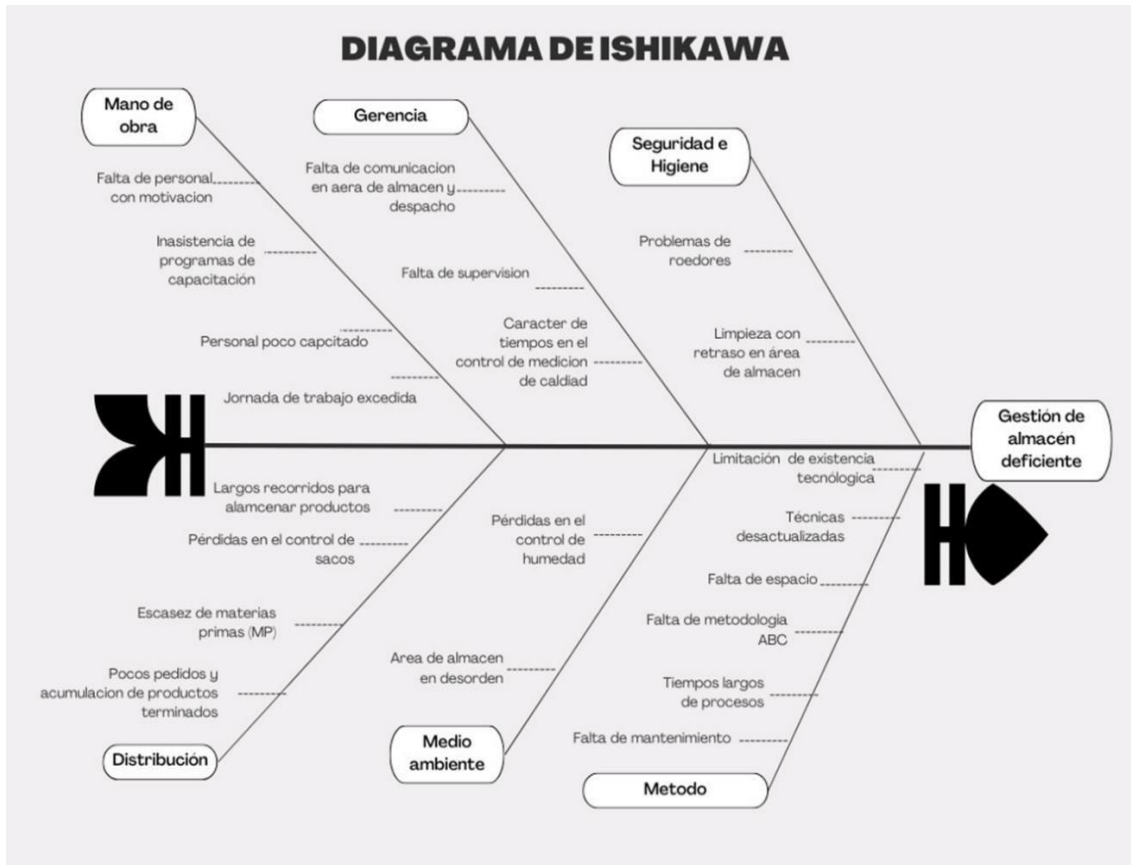 DIAGRAMA DE ISHIKAWA
Mano de
obra
Falta de personal
con motivacion
Inasistencia de
programas de
capacitación
Personal poco capcitado
Jornada de trabajo excedida
Gerencia
Falta de comunicacion
en aera de almacen y
despacho
Falta de supervision
Caracter de
tiempos en el
control de medicion
de caldiad
Seguridad e
Higiene
Problemas de
roedores
Limpieza con
retraso en área
de almacen
Gestión de
almacén
deficiente
Largos recorridos para
alamcenar productos
Pérdidas en el control de
sacos
Escasez de materias
primas (MP)
Pocos pedidos y
acumulacion de productos
terminados
Distribución
Pérdidas en el
control de
humedad
Area de almacen
en desorden
Medio
ambiente
Limitación de existencia
tecnólogica
Técnicas
desactualizadas
Falta de espacio
Falta de metodologia
ABC
Tiempos largos
de procesos
Falta de mantenimiento
Metodo